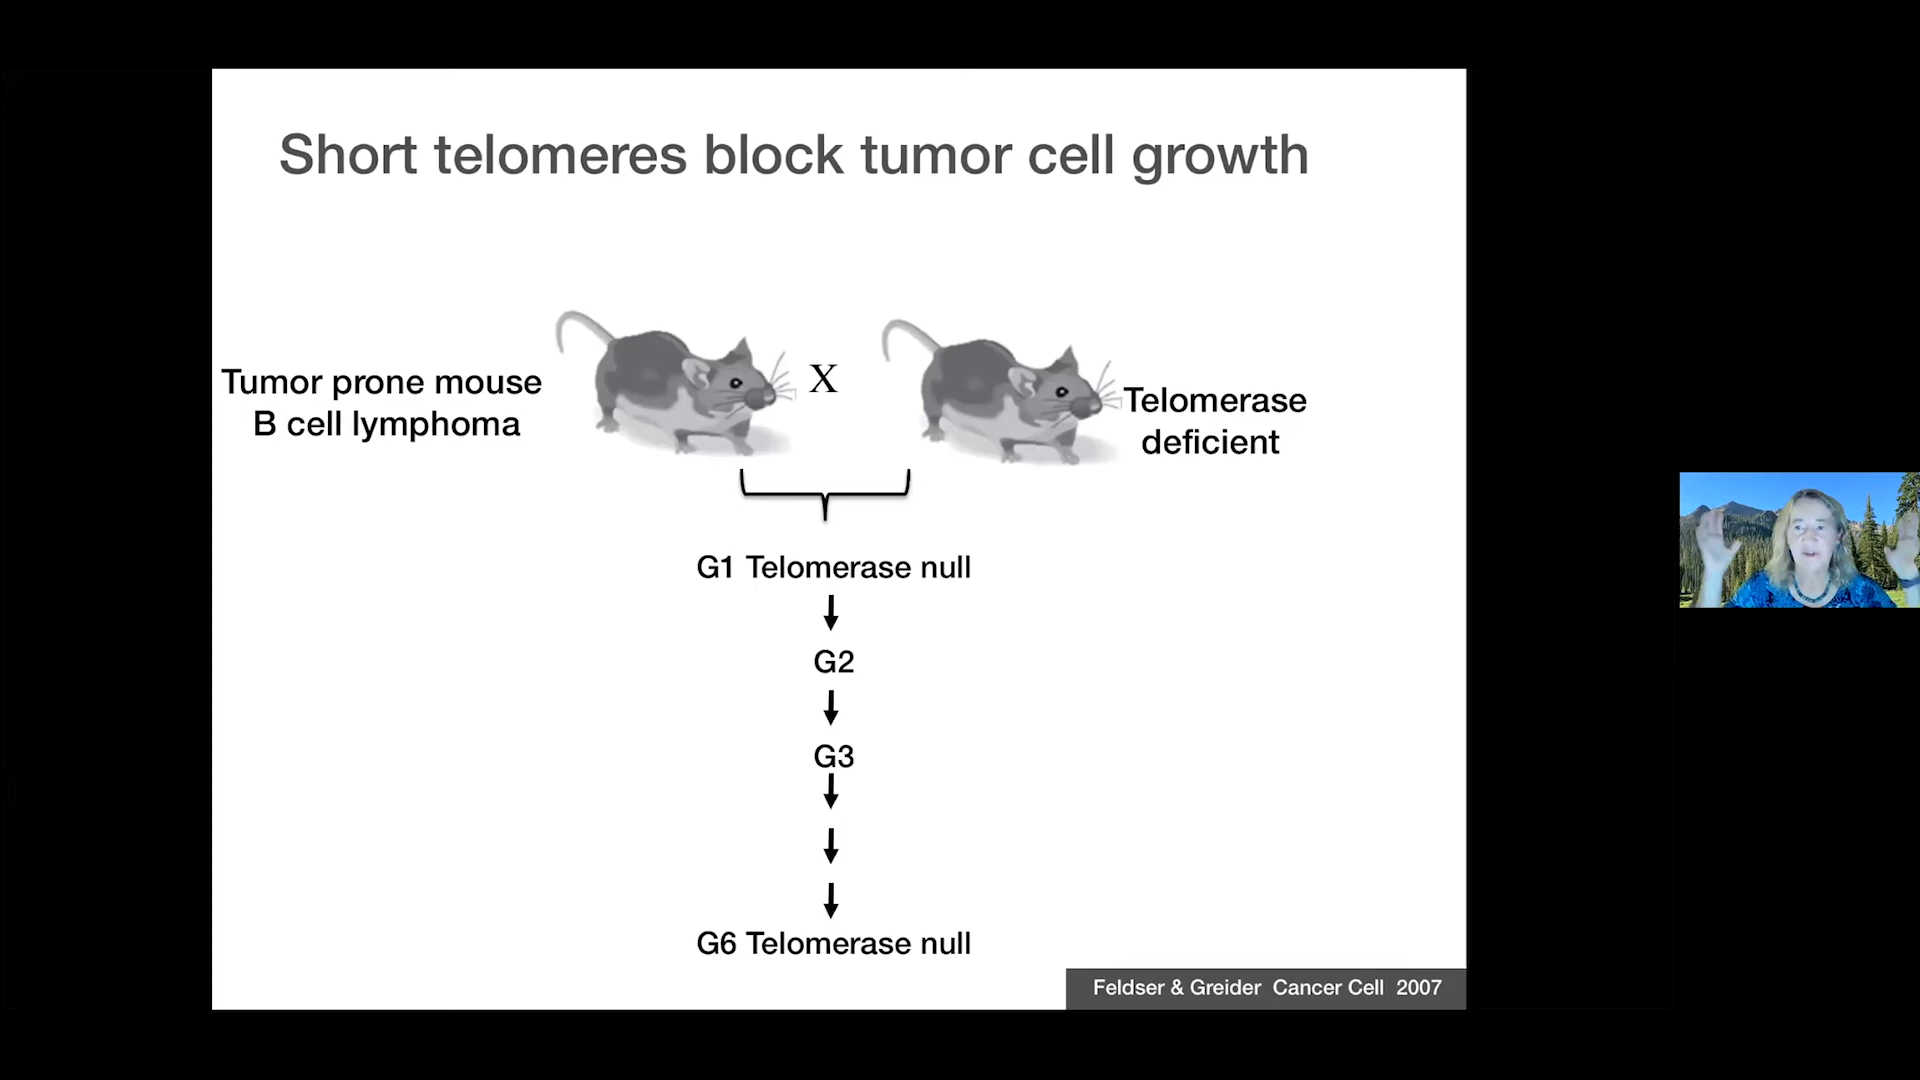 Short telomeres block tumor cell growth
Tumor prone mouse
B cell lymphoma
X
Telomerase
deficient
G1 Telomerase null
G2
G3
G6 Telomerase null
Feldser & Greider Cancer Cell 2007